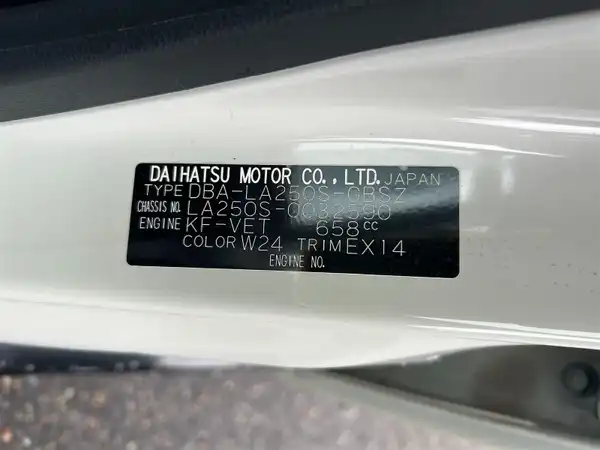 DAIHATSU MOTOR CO.,LTD. JAPAN
TYPE DBA-LA250S-GBSZ
CHASSIS NO. LA250S-0032590
ENGINE KF-VET 658CC
COLOR W24 TRIM EX14
ENGINE NO.